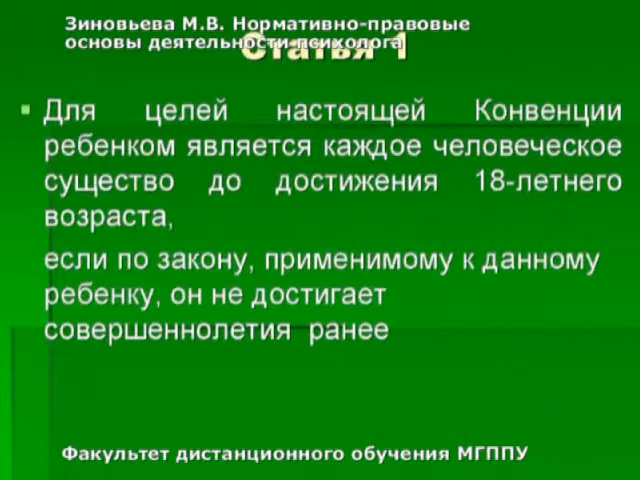 Зиновьева М.В. Нормативно-правовые
основы деятельности психолога
Статья 1
Для целей настоящей Конвенции
ребенком является каждое человеческое
существо до достижения 18-летнего
возраста,
если по закону, применимому к данному
ребенку, он не достигает
совершеннолетия ранее
Факультет дистанционного обучения МГППУ